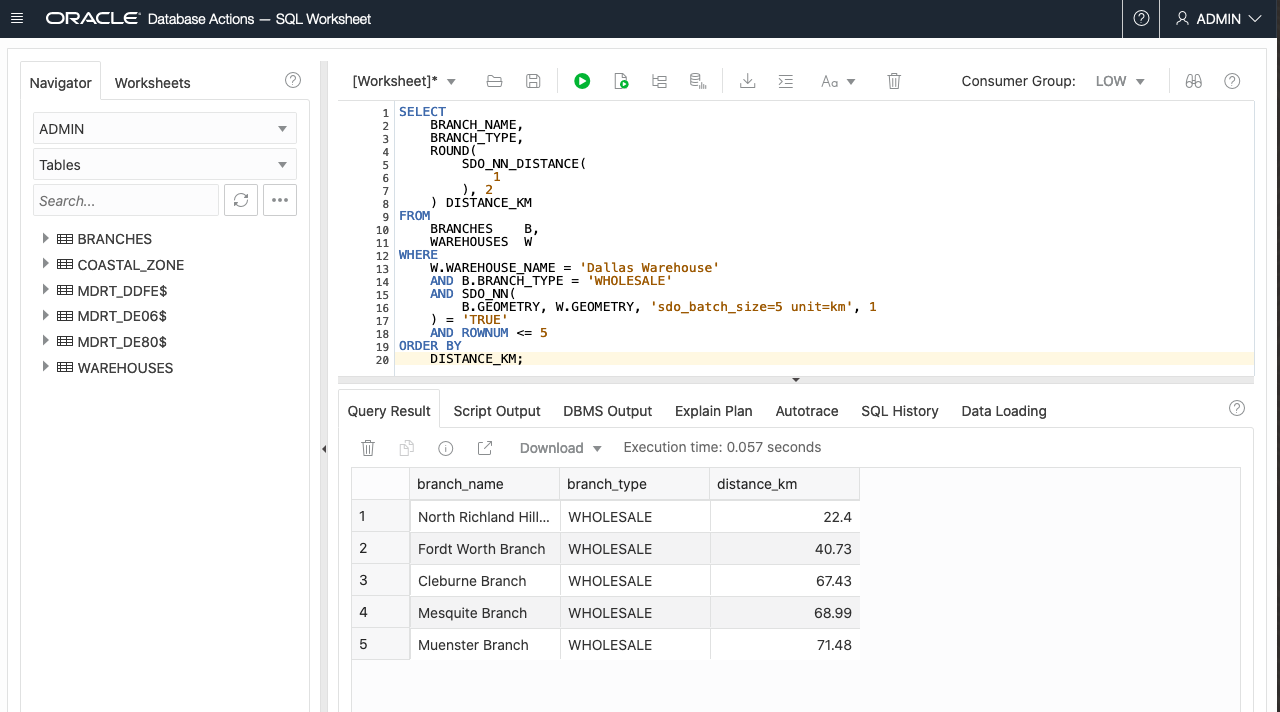 ORACLE Database Actions — SQL Worksheet
ADMIN
Navigator
Worksheets
ADMIN
Tables
Search...
BRANCHES
COASTAL_ZONE
MDRT_DDFE$
MDRT_DE06$
MDRT_DE80$
WAREHOUSES
[Worksheet]*
Aa
Consumer Group: LOW
1 SELECT
2     BRANCH_NAME,
3     BRANCH_TYPE,
4     ROUND(
5         SDO_NN_DISTANCE(
6             1
7         ), 2
8     ) DISTANCE_KM
9 FROM
10     BRANCHES    B,
11     WAREHOUSES  W
12 WHERE
13     W.WAREHOUSE_NAME = 'Dallas Warehouse'
14     AND B.BRANCH_TYPE = 'WHOLESALE'
15     AND SDO_NN(
16         B.GEOMETRY, W.GEOMETRY, 'sdo_batch_size=5 unit=km', 1
17     ) = 'TRUE'
18     AND ROWNUM <= 5
19 ORDER BY
20     DISTANCE_KM;
Query Result
Script Output
DBMS Output
Explain Plan
Autotrace
SQL History
Data Loading
Download
Execution time: 0.057 seconds
branch_name branch_type distance_km
1 North Richland Hill... WHOLESALE 22.4
2 Fordt Worth Branch WHOLESALE 40.73
3 Cleburne Branch WHOLESALE 67.43
4 Mesquite Branch WHOLESALE 68.99
5 Muenster Branch WHOLESALE 71.48